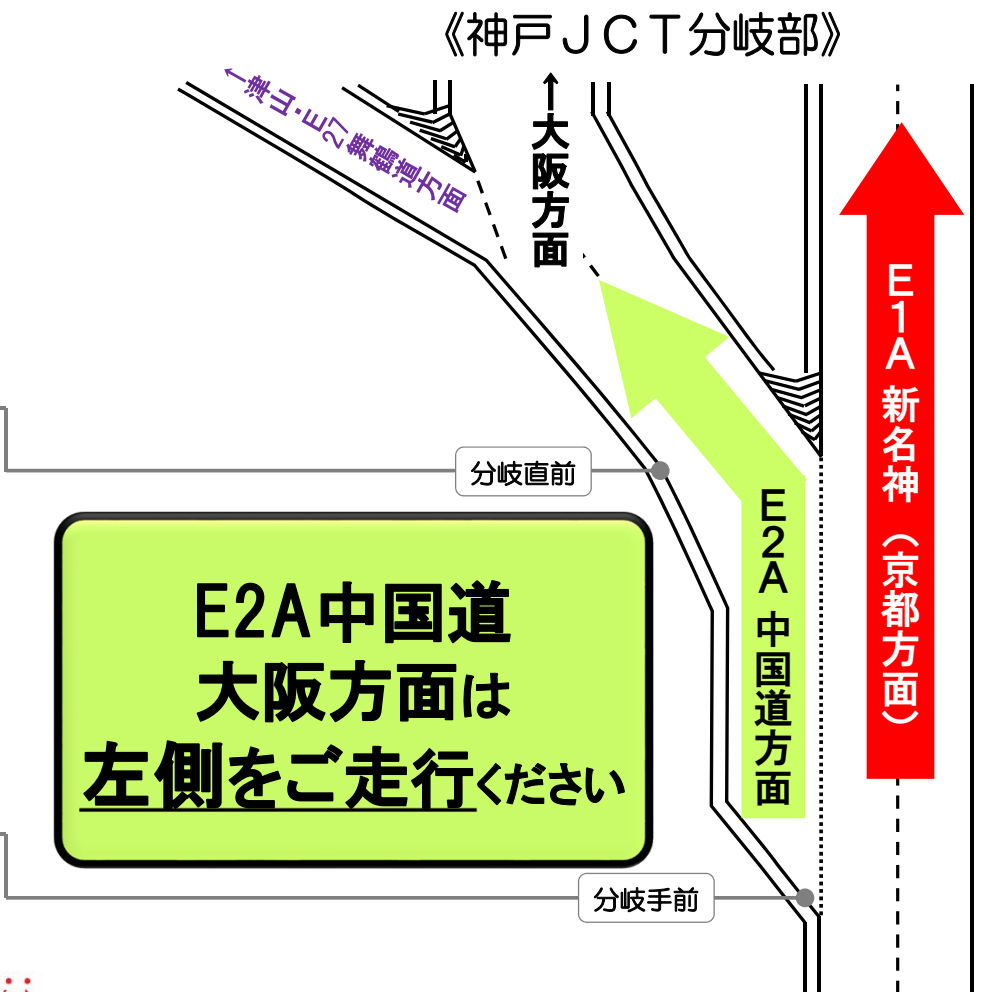 《神戸ＪＣＴ分岐部》
↑津山・E27舞鶴道方面
↑大阪方面
E1A 新名神（京都方面）
分岐直前
E2A 中国道方面
E2A中国道
大阪方面は
左側をご走行ください
分岐手前